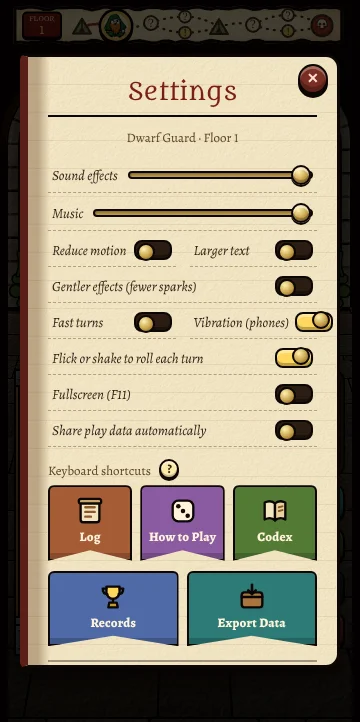 FLOOR
1
?
?
?
!
!
Settings
×
Dwarf Guard · Floor 1
Sound effects
Music
Reduce motion
Larger text
Gentler effects (fewer sparks)
Fast turns
Vibration (phones)
Flick or shake to roll each turn
Fullscreen (F11)
Share play data automatically
Keyboard shortcuts ?
Log
How to Play
Codex
Records
Export Data